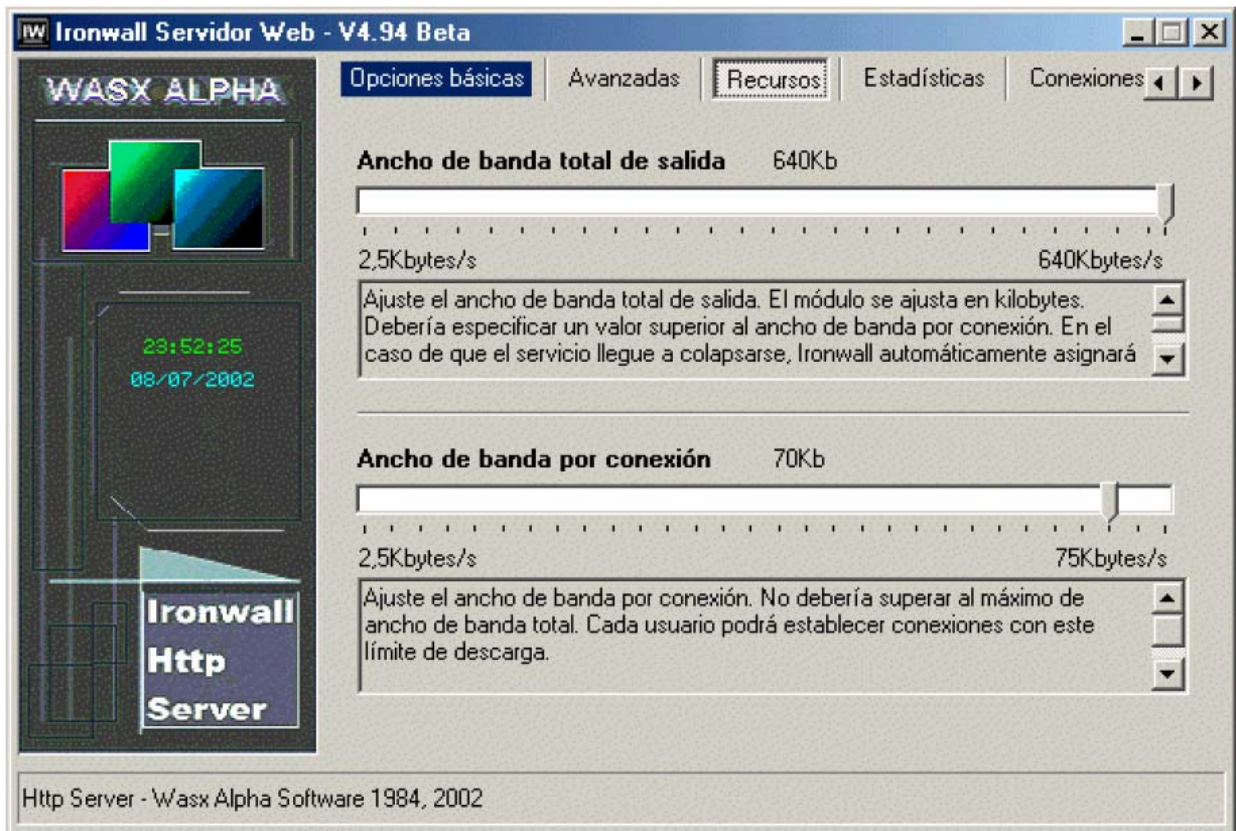 IW Ironwall Servidor Web - V4.94 Beta
WASX ALPHA
23:52:25
08/07/2002
Ironwall
Http
Server
Opciones básicas Avanzadas Recursos Estadísticas Conexiones
Ancho de banda total de salida 640Kb
2,5Kbytes/s 640Kbytes/s
Ajuste el ancho de banda total de salida. El módulo se ajusta en kilobytes.
Debería especificar un valor superior al ancho de banda por conexión. En el
caso de que el servicio llegue a colapsarse, Ironwall automáticamente asignará
Ancho de banda por conexión 70Kb
2,5Kbytes/s 75Kbytes/s
Ajuste el ancho de banda por conexión. No debería superar al máximo de
ancho de banda total. Cada usuario podrá establecer conexiones con este
límite de descarga.
Http Server - Wasx Alpha Software 1984, 2002